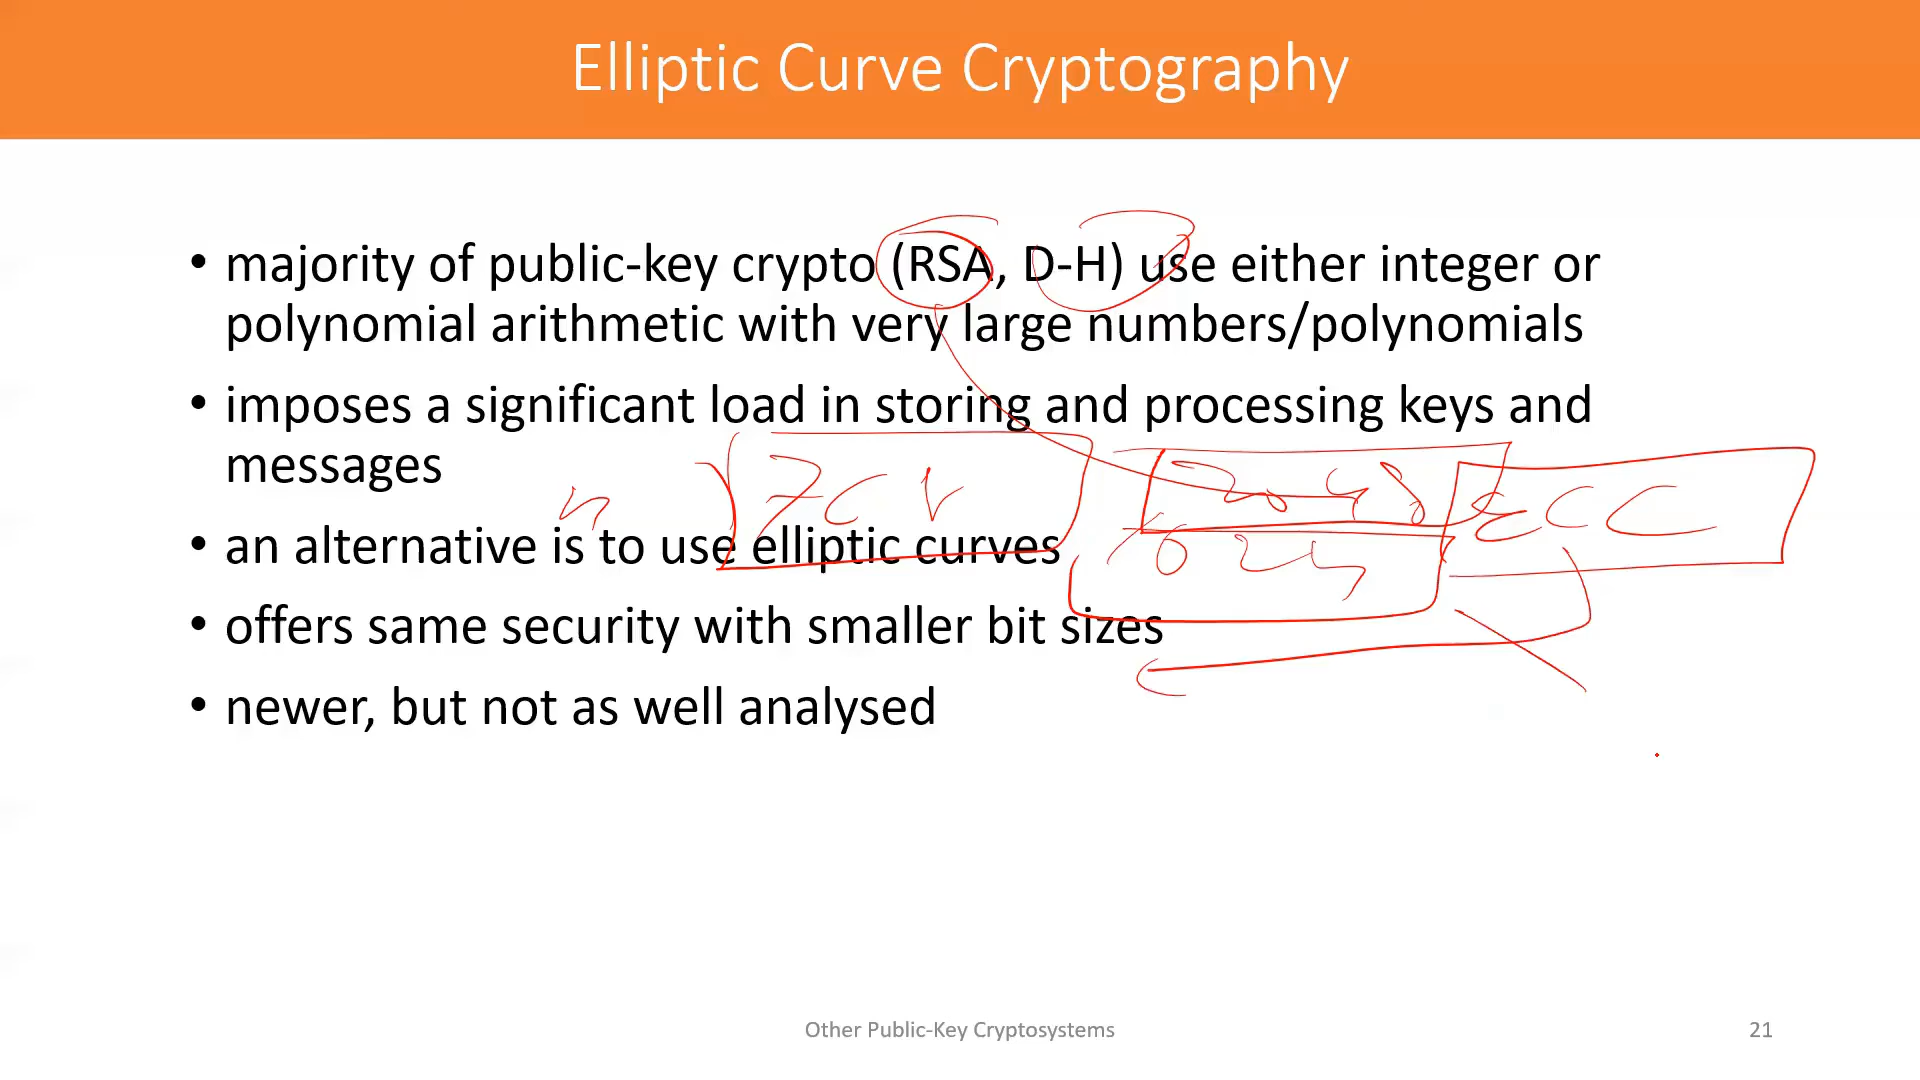 Elliptic Curve Cryptography
• majority of public-key crypto (RSA, D-H) use either integer or
polynomial arithmetic with very large numbers/polynomials
• imposes a significant load in storing and processing keys and
messages
2048
ECC
n
• an alternative is to use elliptic curves
1024
• offers same security with smaller bit sizes
• newer, but not as well analysed
Other Public-Key Cryptosystems
21